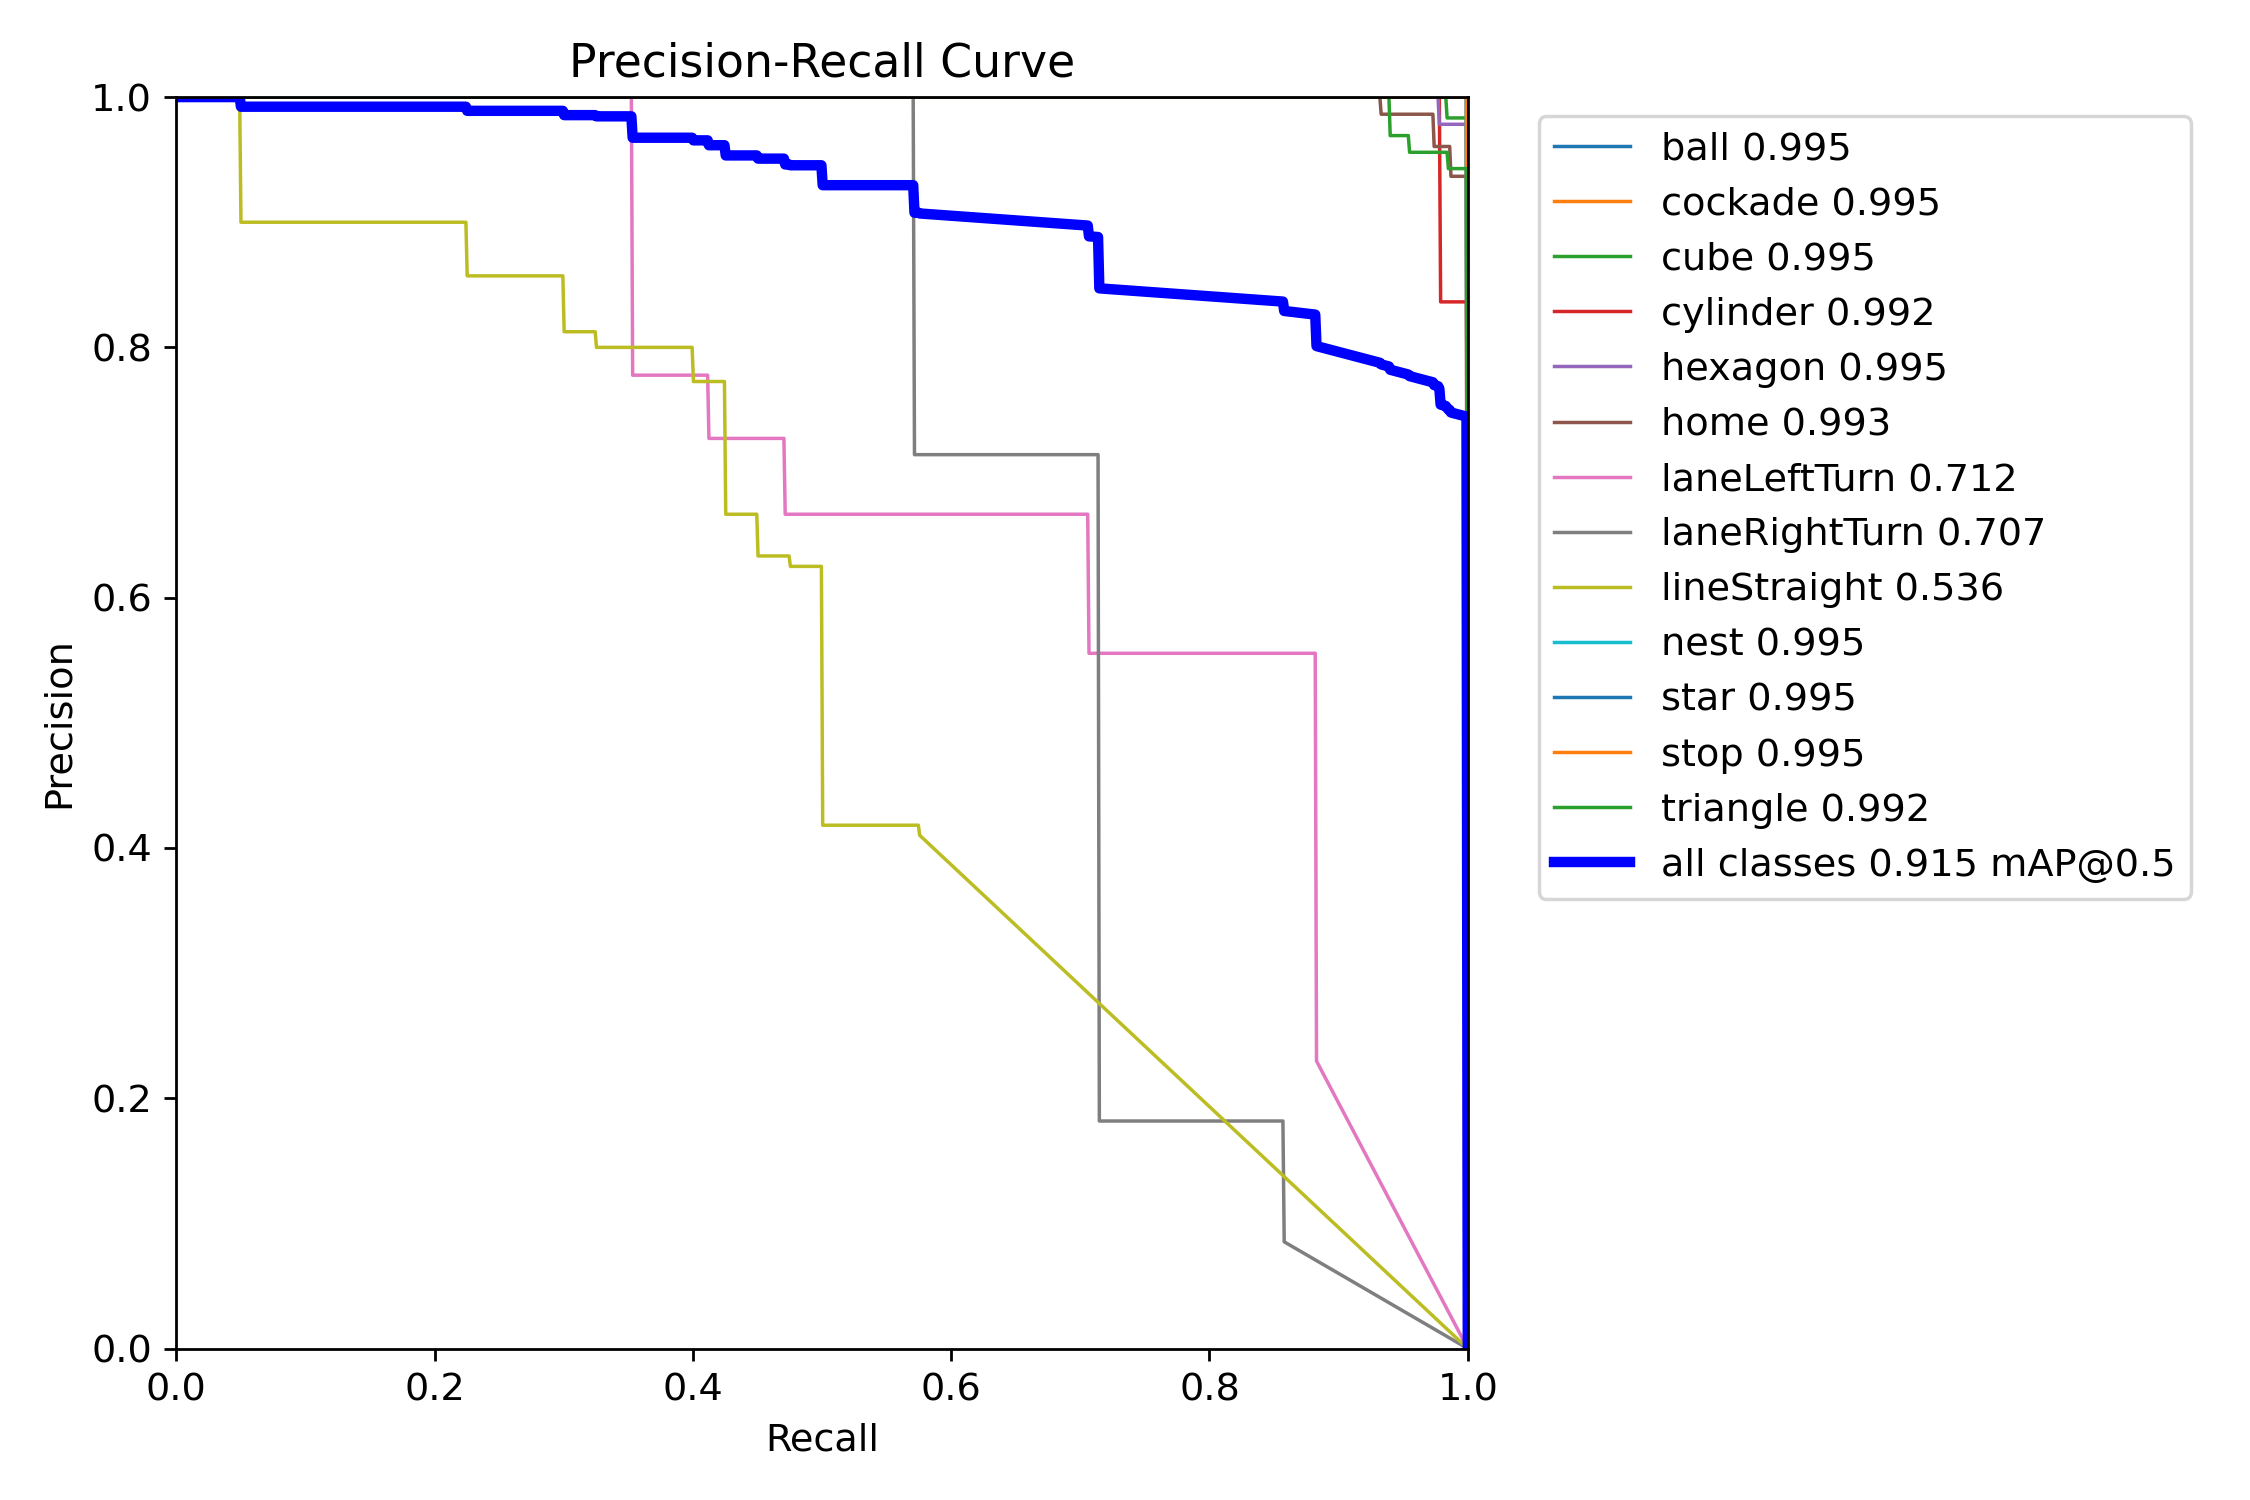 Precision-Recall Curve
1.0
0.8
0.6
0.4
0.2
0.0
Precision
0.0 0.2 0.4 0.6 0.8 1.0
Recall
ball 0.995
cockade 0.995
cube 0.995
cylinder 0.992
hexagon 0.995
home 0.993
laneLeftTurn 0.712
laneRightTurn 0.707
lineStraight 0.536
nest 0.995
star 0.995
stop 0.995
triangle 0.992
all classes 0.915 mAP@0.5